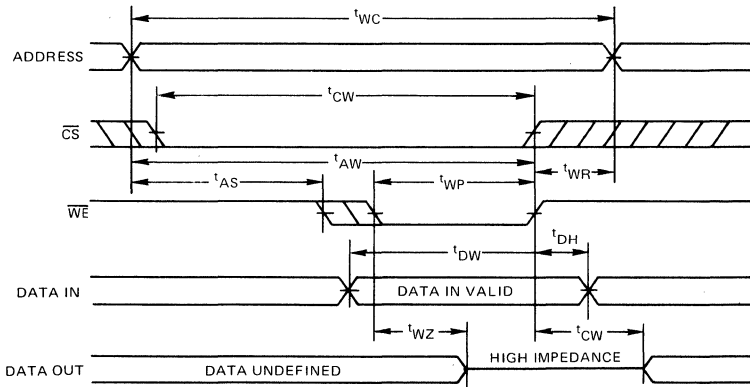 tWC
ADDRESS
tCW
CS
tAW
tAS
tWP
tWR
WE
tDW
tDH
DATA IN
DATA IN VALID
tWZ
tCW
DATA OUT
DATA UNDEFINED
HIGH IMPEDANCE